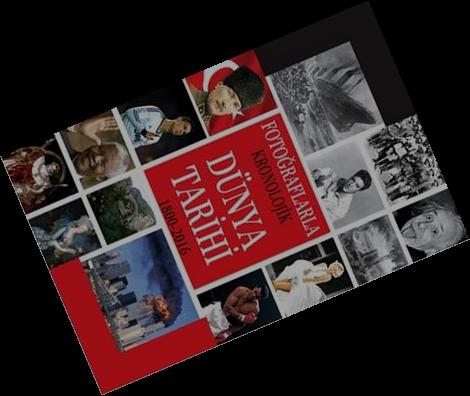 FOTOĞRAFLARLA
KRONOLOJİK
DÜNYA
TARİHİ
1800-2016